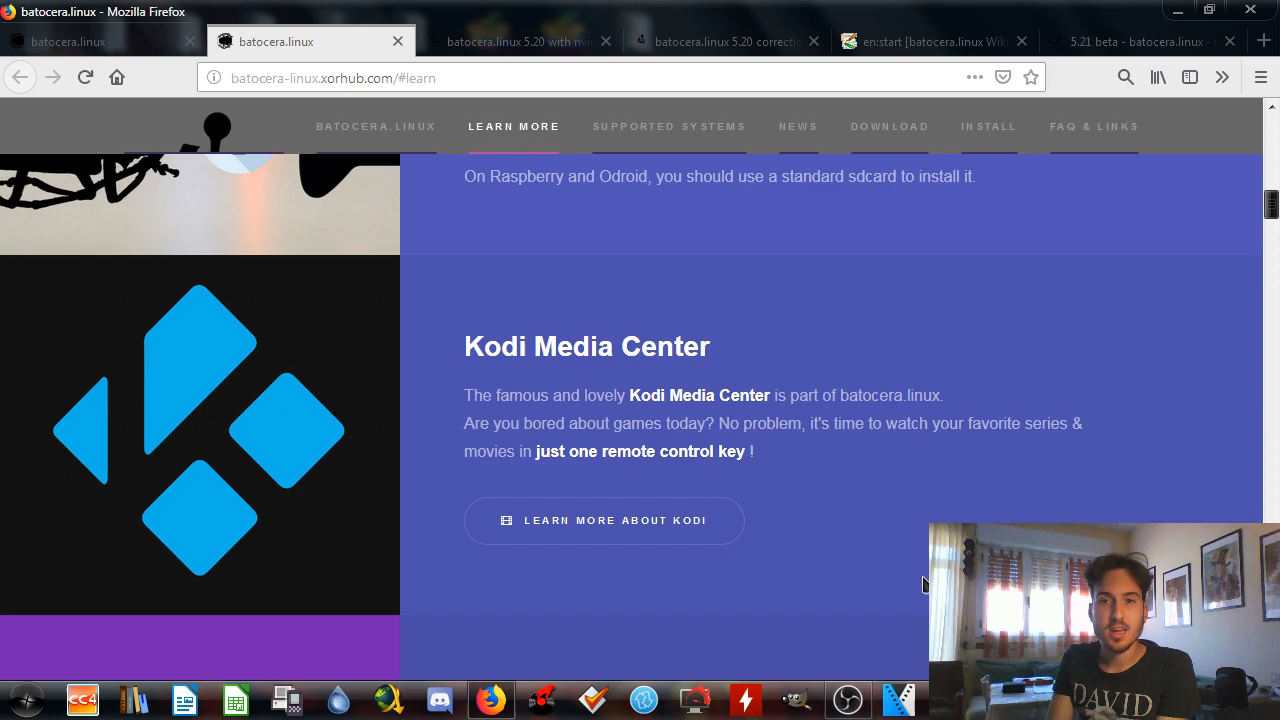 batocera.linux - Mozilla Firefox
batocera.linux
batocera.linux
batocera.linux 5.20 with nvid
batocera.linux 5.20 correctio
en:start [batocera.linux Wiki
5.21 beta - batocera.linux -
batocera-linux.xorhub.com/#learn
BATOCERA.LINUX
LEARN MORE
SUPPORTED SYSTEMS
NEWS
DOWNLOAD
INSTALL
FAQ & LINKS
On Raspberry and Odroid, you should use a standard sdcard to install it.
Kodi Media Center
The famous and lovely Kodi Media Center is part of batocera.linux.
Are you bored about games today? No problem, it's time to watch your favorite series &
movies in just one remote control key !
LEARN MORE ABOUT KODI
CC4
DAVID